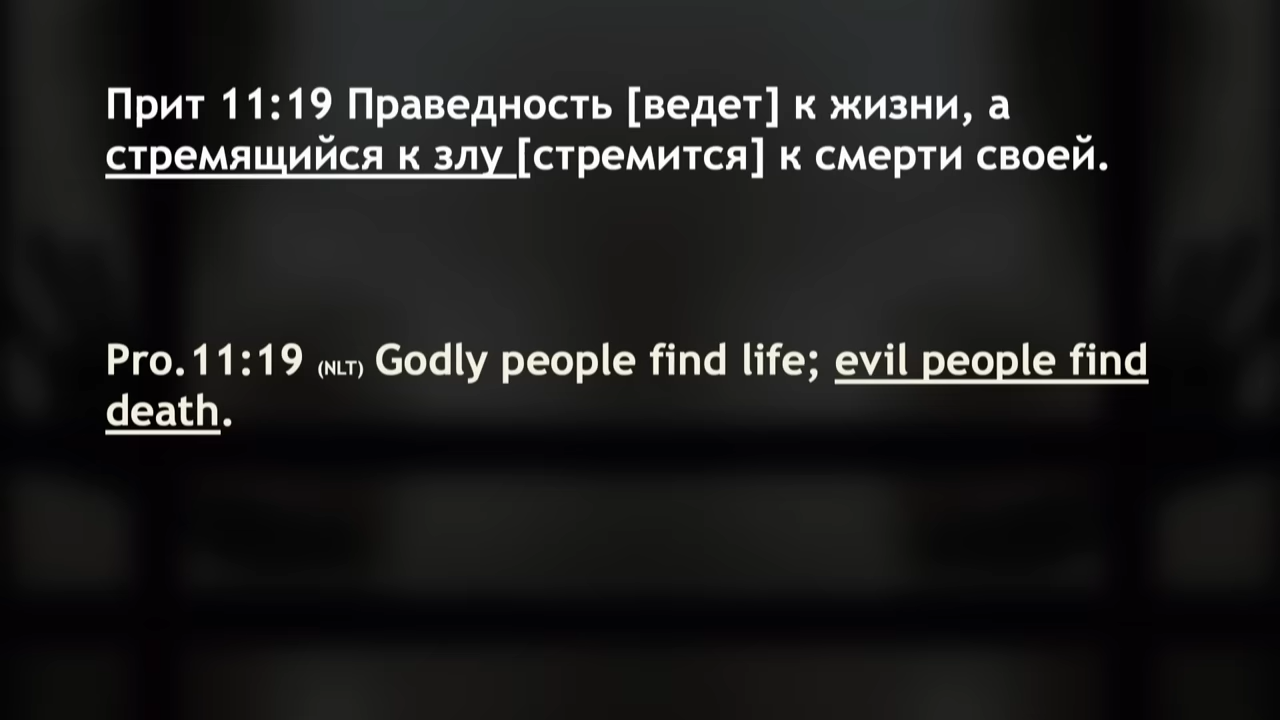 Прит 11:19 Праведность [ведет] к жизни, а
стремящийся к злу [стремится] к смерти своей.
Pro.11:19 (NLT) Godly people find life; evil people find
death.